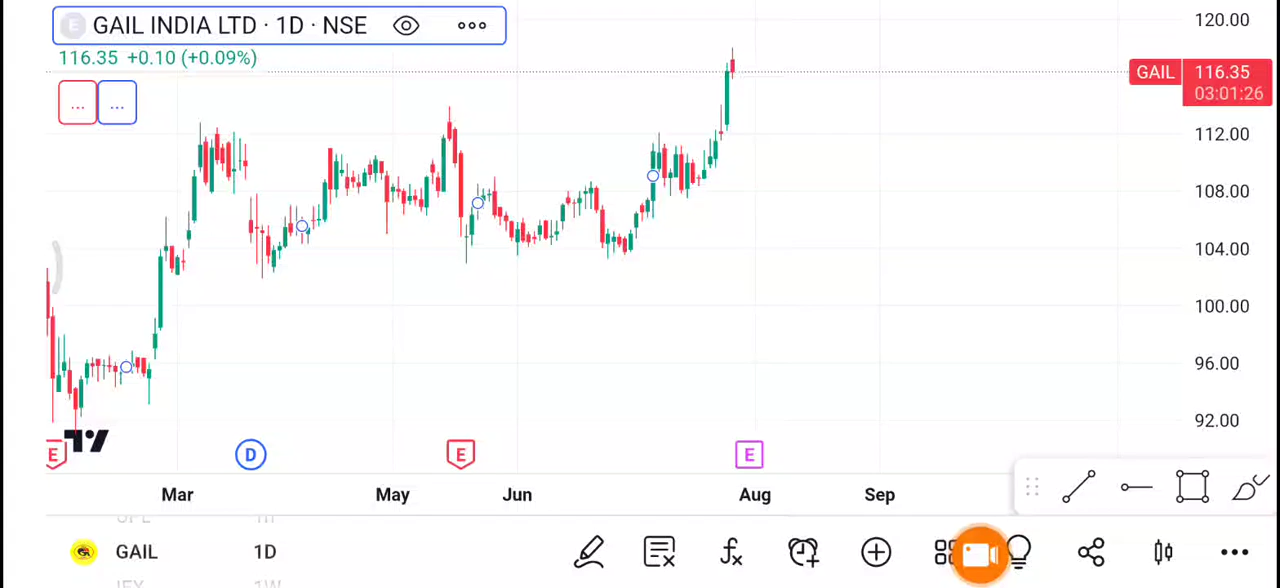 E GAIL INDIA LTD · 1D · NSE
116.35 +0.10 (+0.09%)
... ...
120.00
GAIL 116.35
03:01:26
112.00
108.00
104.00
100.00
96.00
92.00
E D E E
Mar May Jun Aug Sep
GAIL 1D